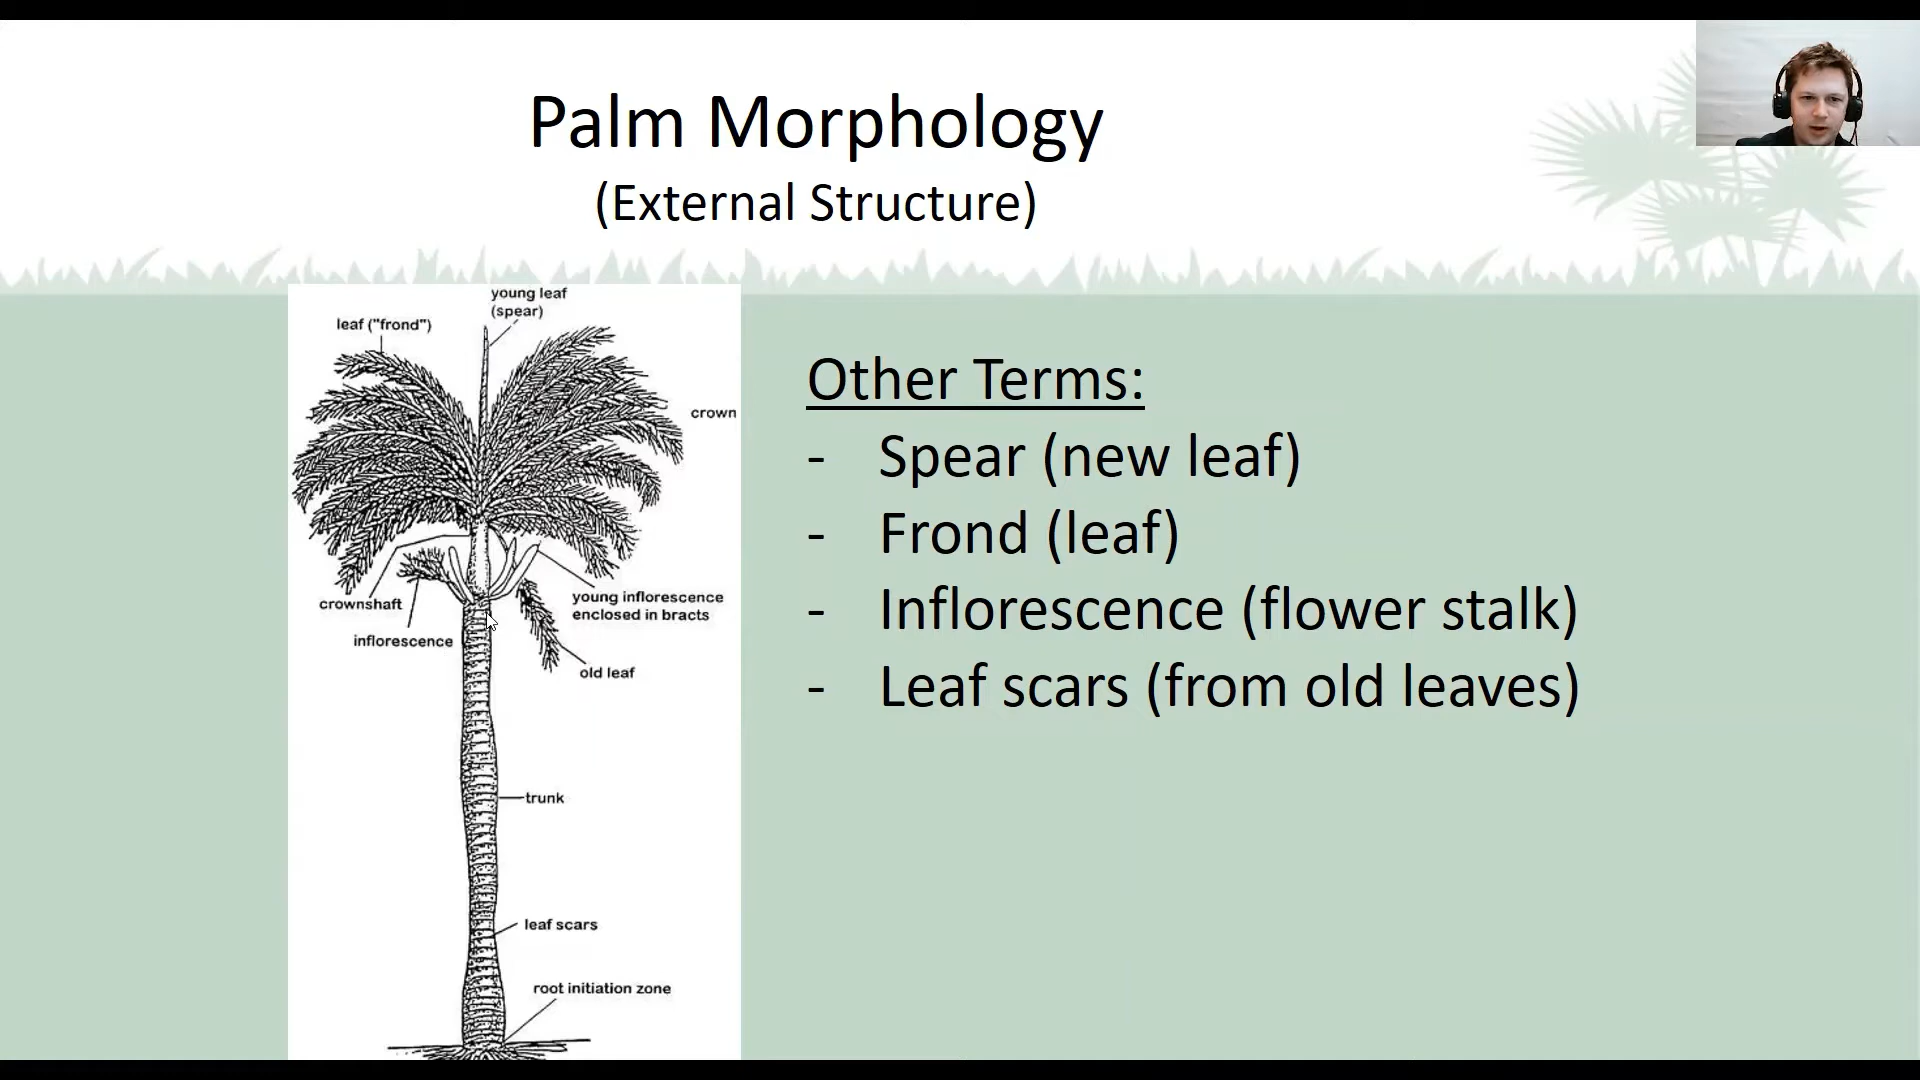 Palm Morphology
(External Structure)
young leaf
(spear)
leaf ("frond")
crown
crownshaft
inflorescence
young inflorescence
enclosed in bracts
old leaf
trunk
leaf scars
root initiation zone
Other Terms:
- Spear (new leaf)
- Frond (leaf)
- Inflorescence (flower stalk)
- Leaf scars (from old leaves)